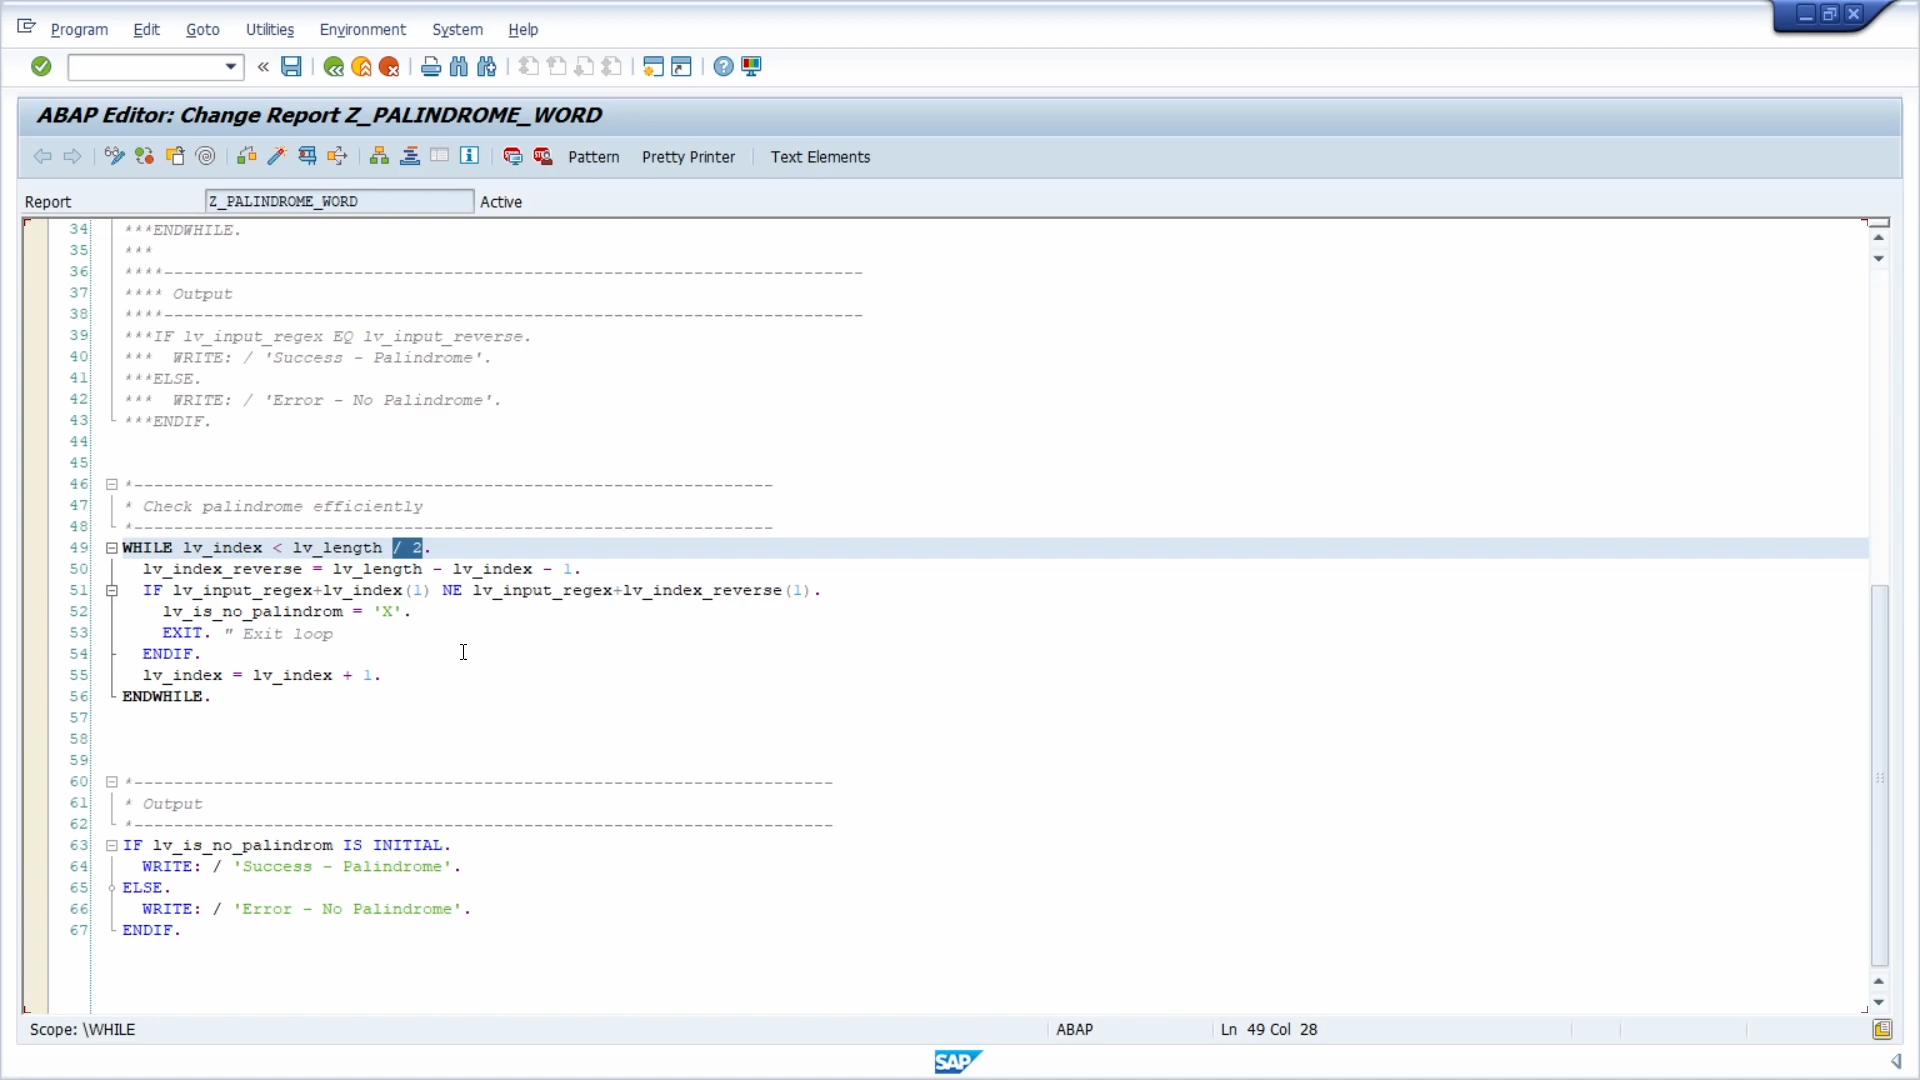 Program Edit Goto Utilities Environment System Help
ABAP Editor: Change Report Z_PALINDROME_WORD
Pattern Pretty Printer Text Elements
Report Z_PALINDROME_WORD Active
34 ***ENDWHILE.
35 ***
36 ****----------------------------------------------------------------------
37 **** Output
38 ****----------------------------------------------------------------------
39 ***IF lv_input_regex EQ lv_input_reverse.
40 ***  WRITE: / 'Success - Palindrome'.
41 ***ELSE.
42 ***  WRITE: / 'Error - No Palindrome'.
43 ***ENDIF.
44
45
46 *----------------------------------------------------------------
47 * Check palindrome efficiently
48 *----------------------------------------------------------------
49 WHILE lv_index < lv_length / 2.
50   lv_index_reverse = lv_length - lv_index - 1.
51   IF lv_input_regex+lv_index(1) NE lv_input_regex+lv_index_reverse(1).
52     lv_is_no_palindrom = 'X'.
53     EXIT. " Exit loop
54   ENDIF.
55   lv_index = lv_index + 1.
56 ENDWHILE.
57
58
59
60 *----------------------------------------------------------------------
61 * Output
62 *----------------------------------------------------------------------
63 IF lv_is_no_palindrom IS INITIAL.
64   WRITE: / 'Success - Palindrome'.
65 ELSE.
66   WRITE: / 'Error - No Palindrome'.
67 ENDIF.
Scope: \WHILE ABAP Ln 49 Col 28
SAP